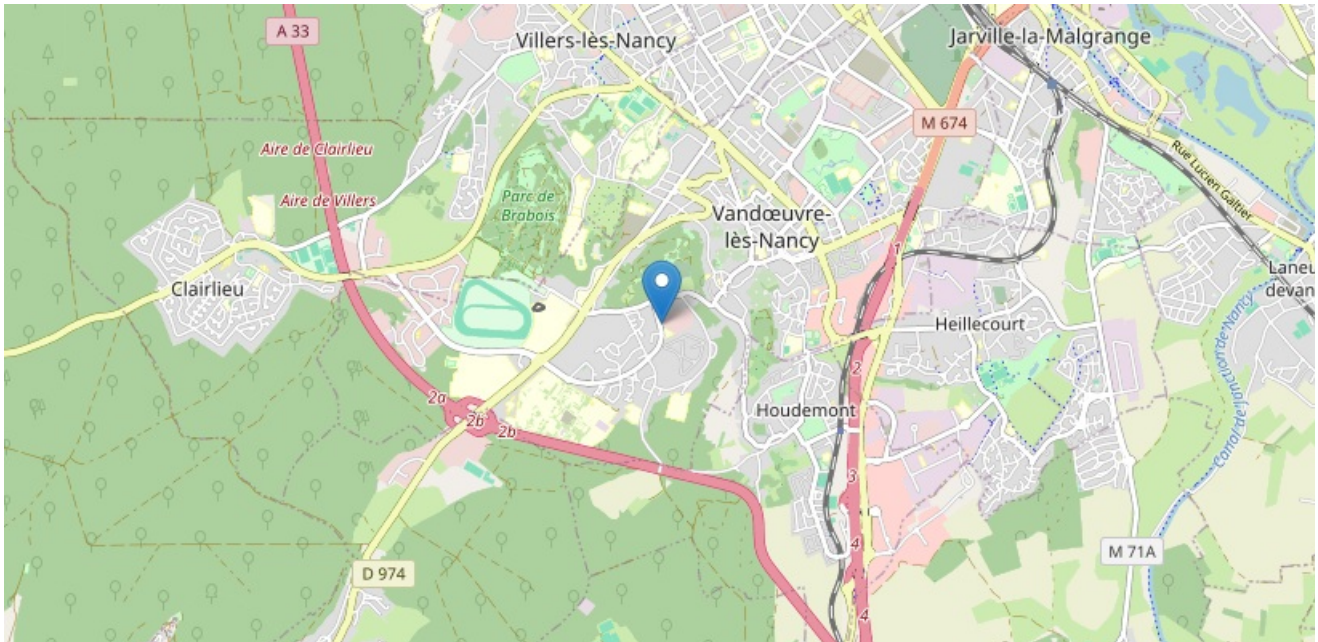 A 33
Villers-lès-Nancy
Jarville-la-Malgrange
M 674
Aire de Clairlieu
Rue Lucien Galtier
Parc de
Brabois
Aire de Villers
Vandœuvre-
lès-Nancy
1
Clairlieu
Laneu
devan
Heillecourt
Canal de Jonction de Nancy
2
2a
2b
2b
Houdemont
3
4
M 71A
D 974
4